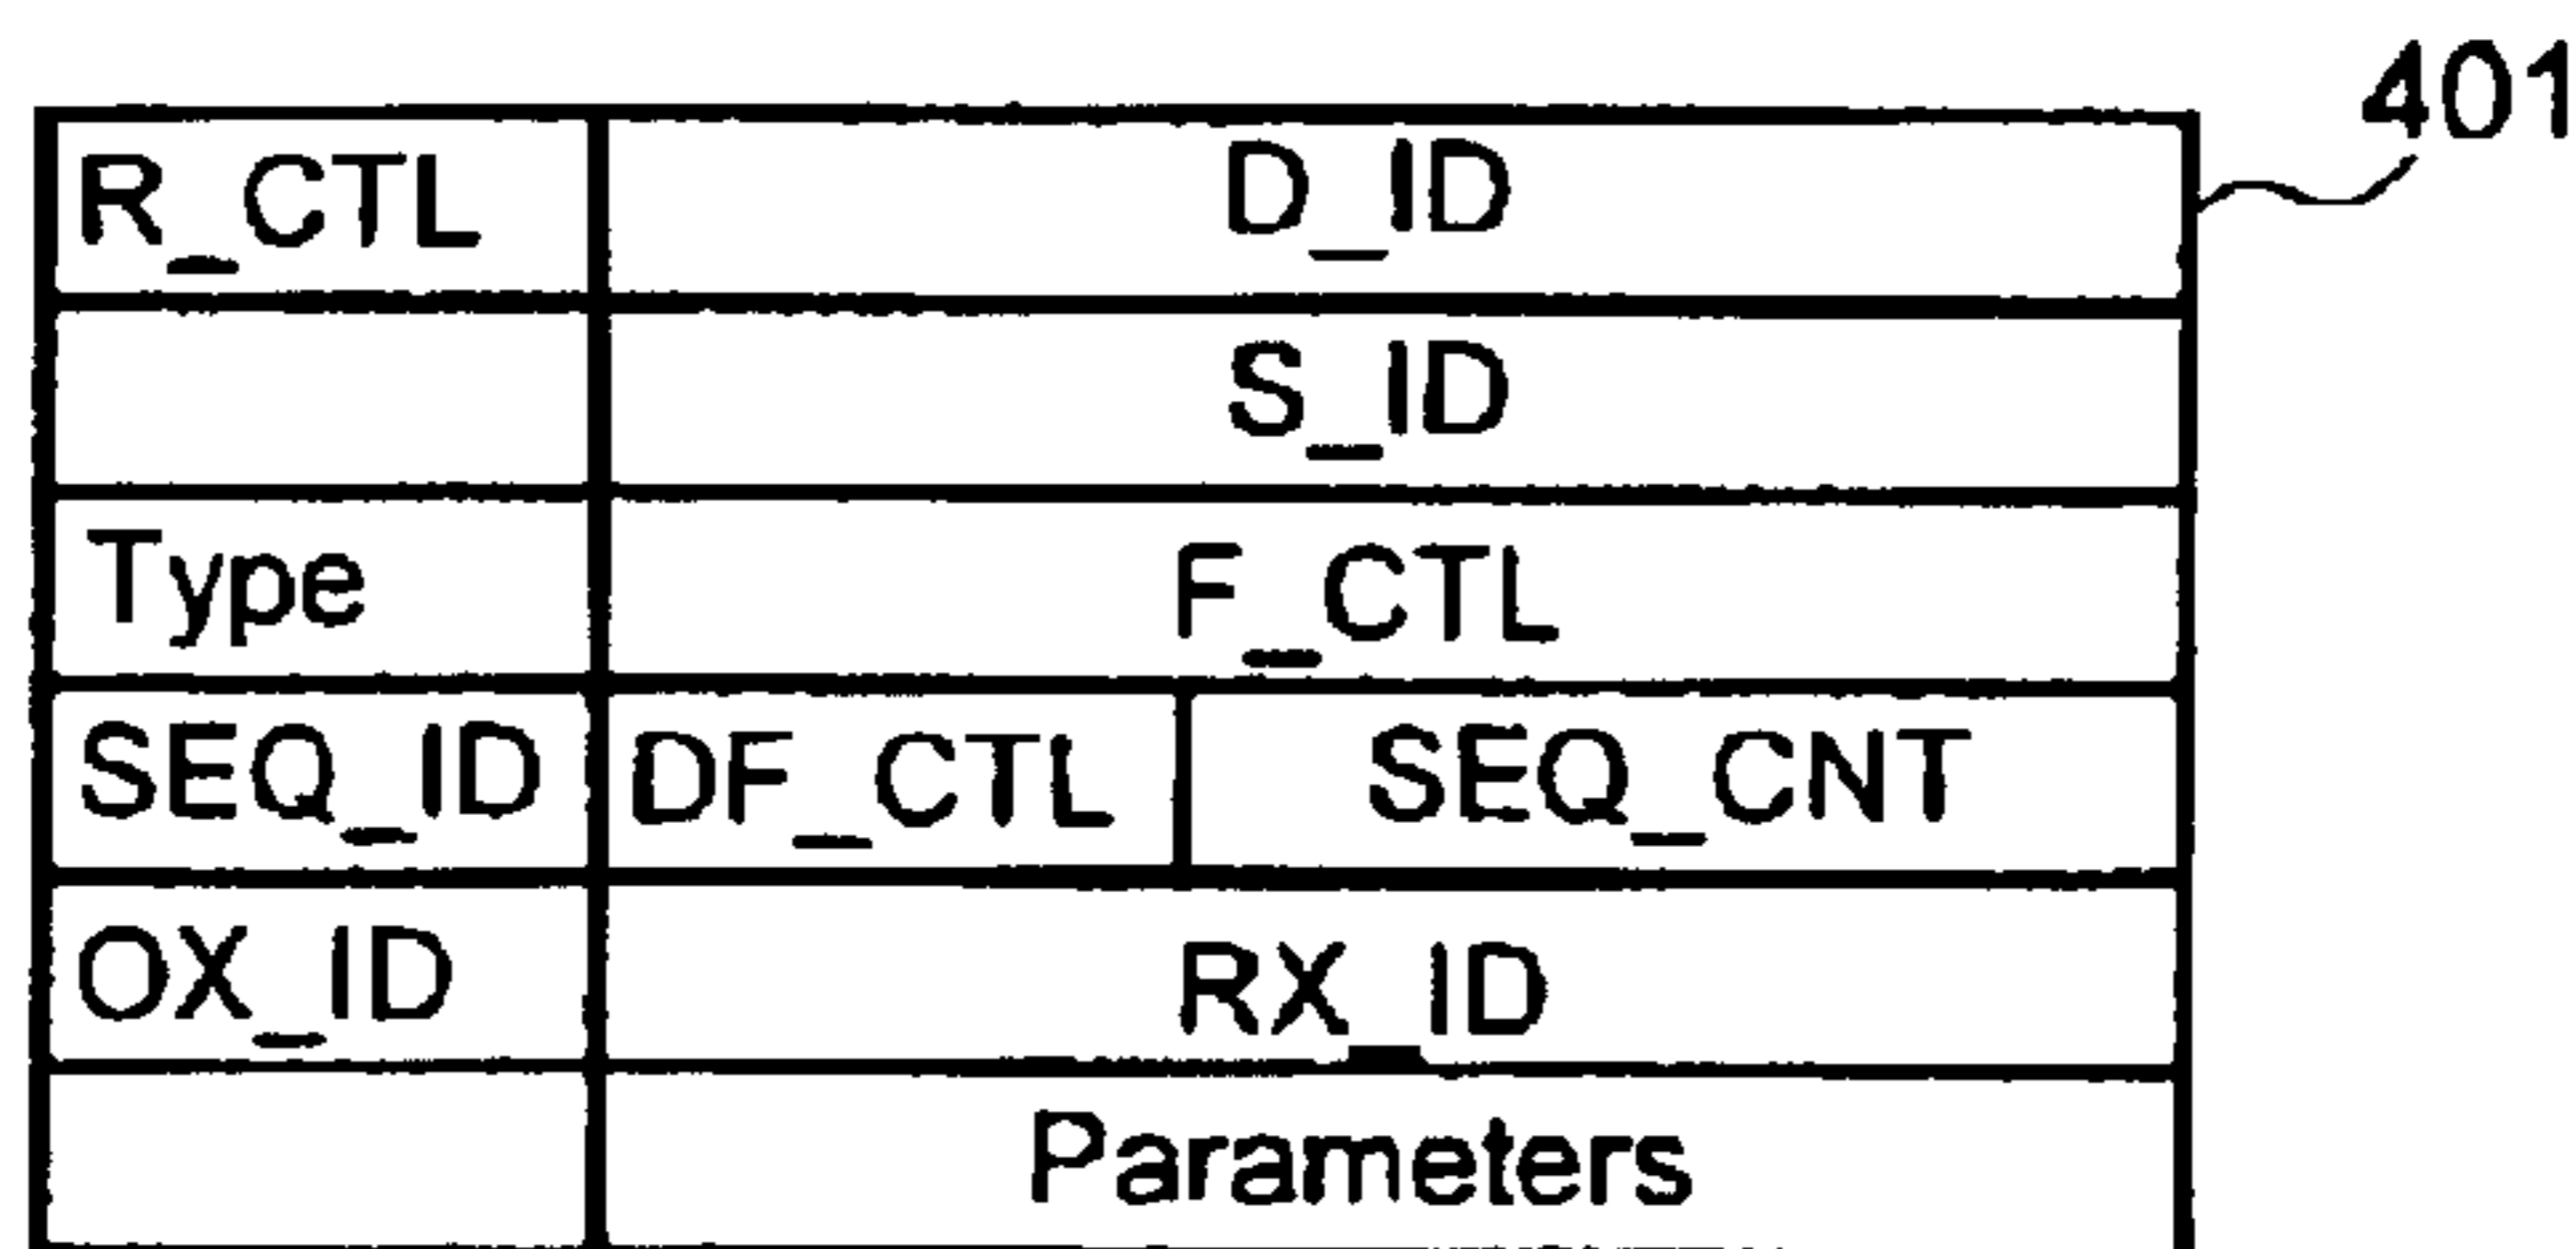 401
R_CTL D_ID
S_ID
Type F_CTL
SEQ_ID DF_CTL SEQ_CNT
OX_ID RX_ID
Parameters